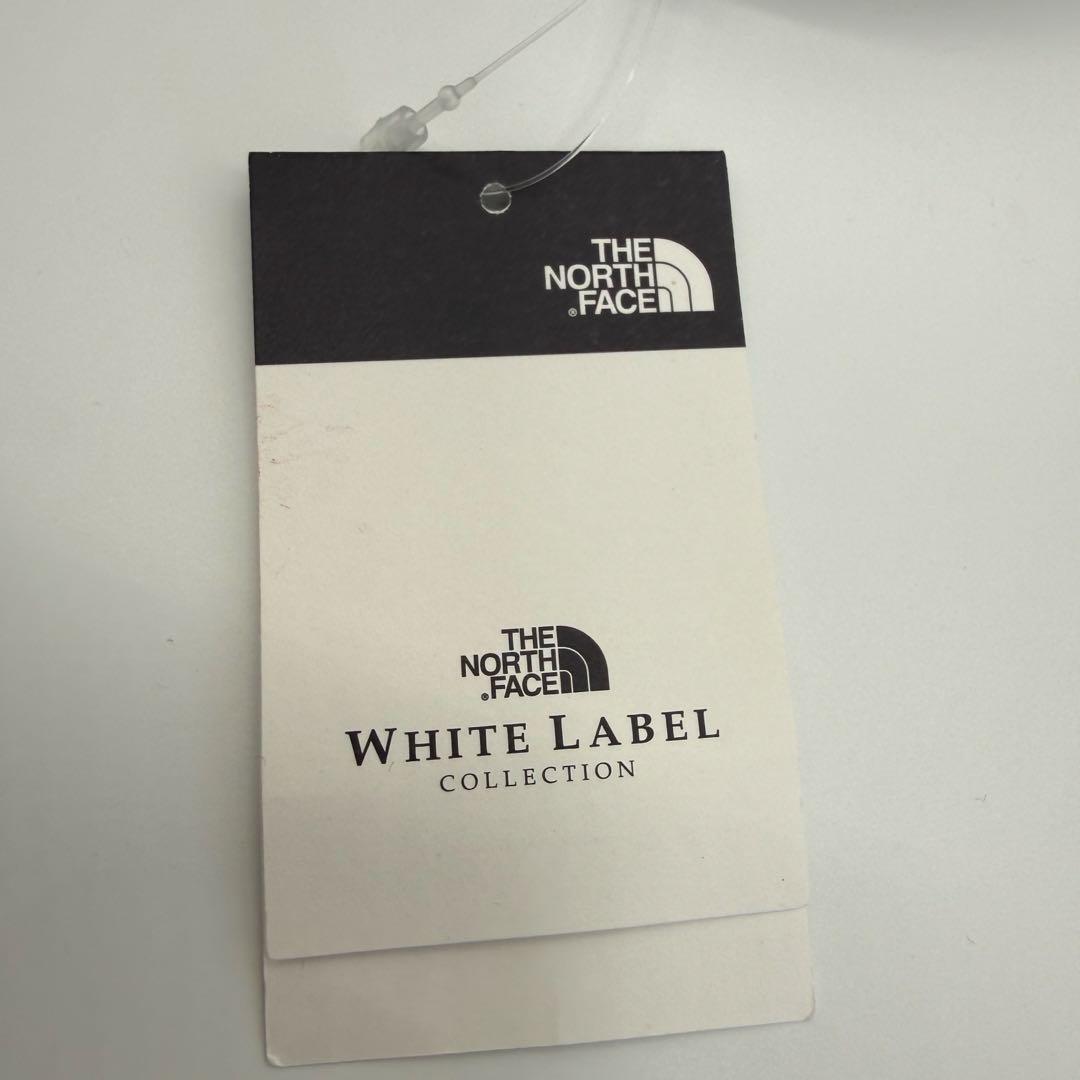 THE
NORTH
FACE
®
THE
NORTH
FACE
®
WHITE LABEL
COLLECTION